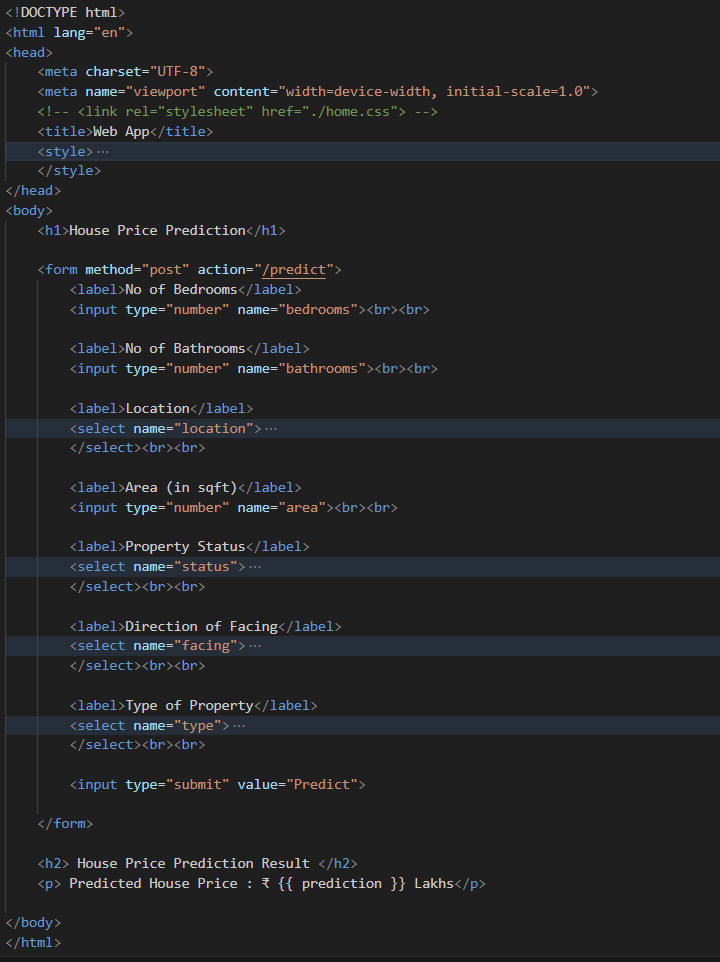 <!DOCTYPE html>
<html lang="en">
<head>
    <meta charset="UTF-8">
    <meta name="viewport" content="width=device-width, initial-scale=1.0">
    <!-- <link rel="stylesheet" href="./home.css"> -->
    <title>Web App</title>
    <style>⋯
    </style>
</head>
<body>
    <h1>House Price Prediction</h1>

    <form method="post" action="/predict">
        <label>No of Bedrooms</label>
        <input type="number" name="bedrooms"><br><br>

        <label>No of Bathrooms</label>
        <input type="number" name="bathrooms"><br><br>

        <label>Location</label>
        <select name="location">⋯
        </select><br><br>

        <label>Area (in sqft)</label>
        <input type="number" name="area"><br><br>

        <label>Property Status</label>
        <select name="status">⋯
        </select><br><br>

        <label>Direction of Facing</label>
        <select name="facing">⋯
        </select><br><br>

        <label>Type of Property</label>
        <select name="type">⋯
        </select><br><br>

        <input type="submit" value="Predict">

    </form>

    <h2> House Price Prediction Result </h2>
    <p> Predicted House Price : ₹ {{ prediction }} Lakhs</p>

</body>
</html>